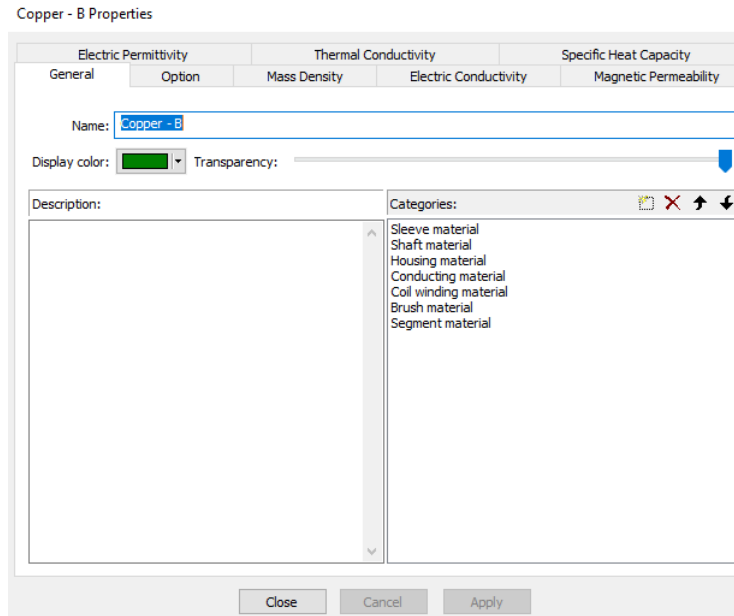 Copper - B Properties
Electric Permittivity Thermal Conductivity Specific Heat Capacity
General Option Mass Density Electric Conductivity Magnetic Permeability
Name: Copper - B
Display color: Transparency:
Description: Categories:
Sleeve material
Shaft material
Housing material
Conducting material
Coil winding material
Brush material
Segment material
Close Cancel Apply